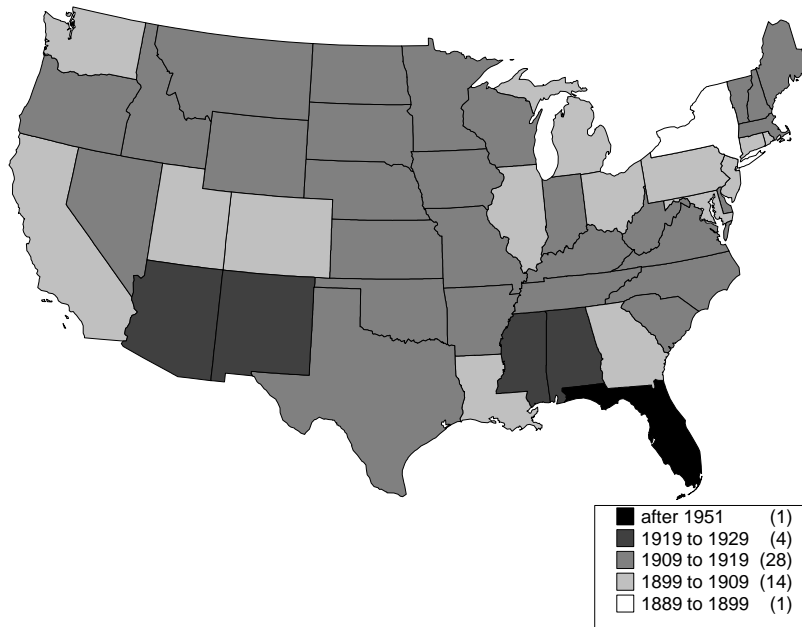 after 1951 (1)
1919 to 1929 (4)
1909 to 1919 (28)
1899 to 1909 (14)
1889 to 1899 (1)